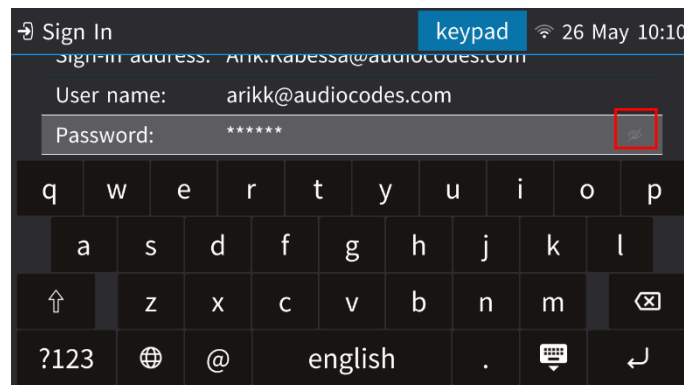 Sign In keypad 26 May 10:10
Sign-in address: Arik.Kabessa@audiocodes.com
User name: arikk@audiocodes.com
Password: ******
q w e r t y u i o p
a s d f g h j k l
z x c v b n m
?123 @ english .